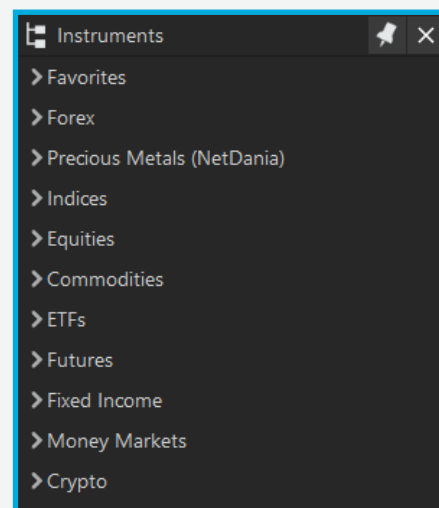 Instruments
Favorites
Forex
Precious Metals (NetDania)
Indices
Equities
Commodities
ETFs
Futures
Fixed Income
Money Markets
Crypto